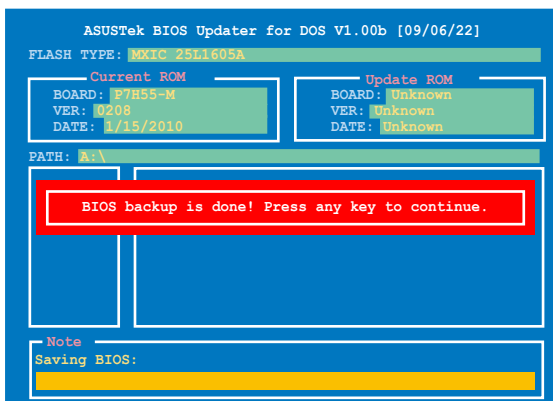 ASUSTek BIOS Updater for DOS V1.00b [09/06/22]
FLASH TYPE: MXIC 25L1605A
Current ROM
BOARD: P7H55-M
VER: 0208
DATE: 1/15/2010
Update ROM
BOARD: Unknown
VER: Unknown
DATE: Unknown
PATH: A:\
BIOS backup is done! Press any key to continue.
Note
Saving BIOS: